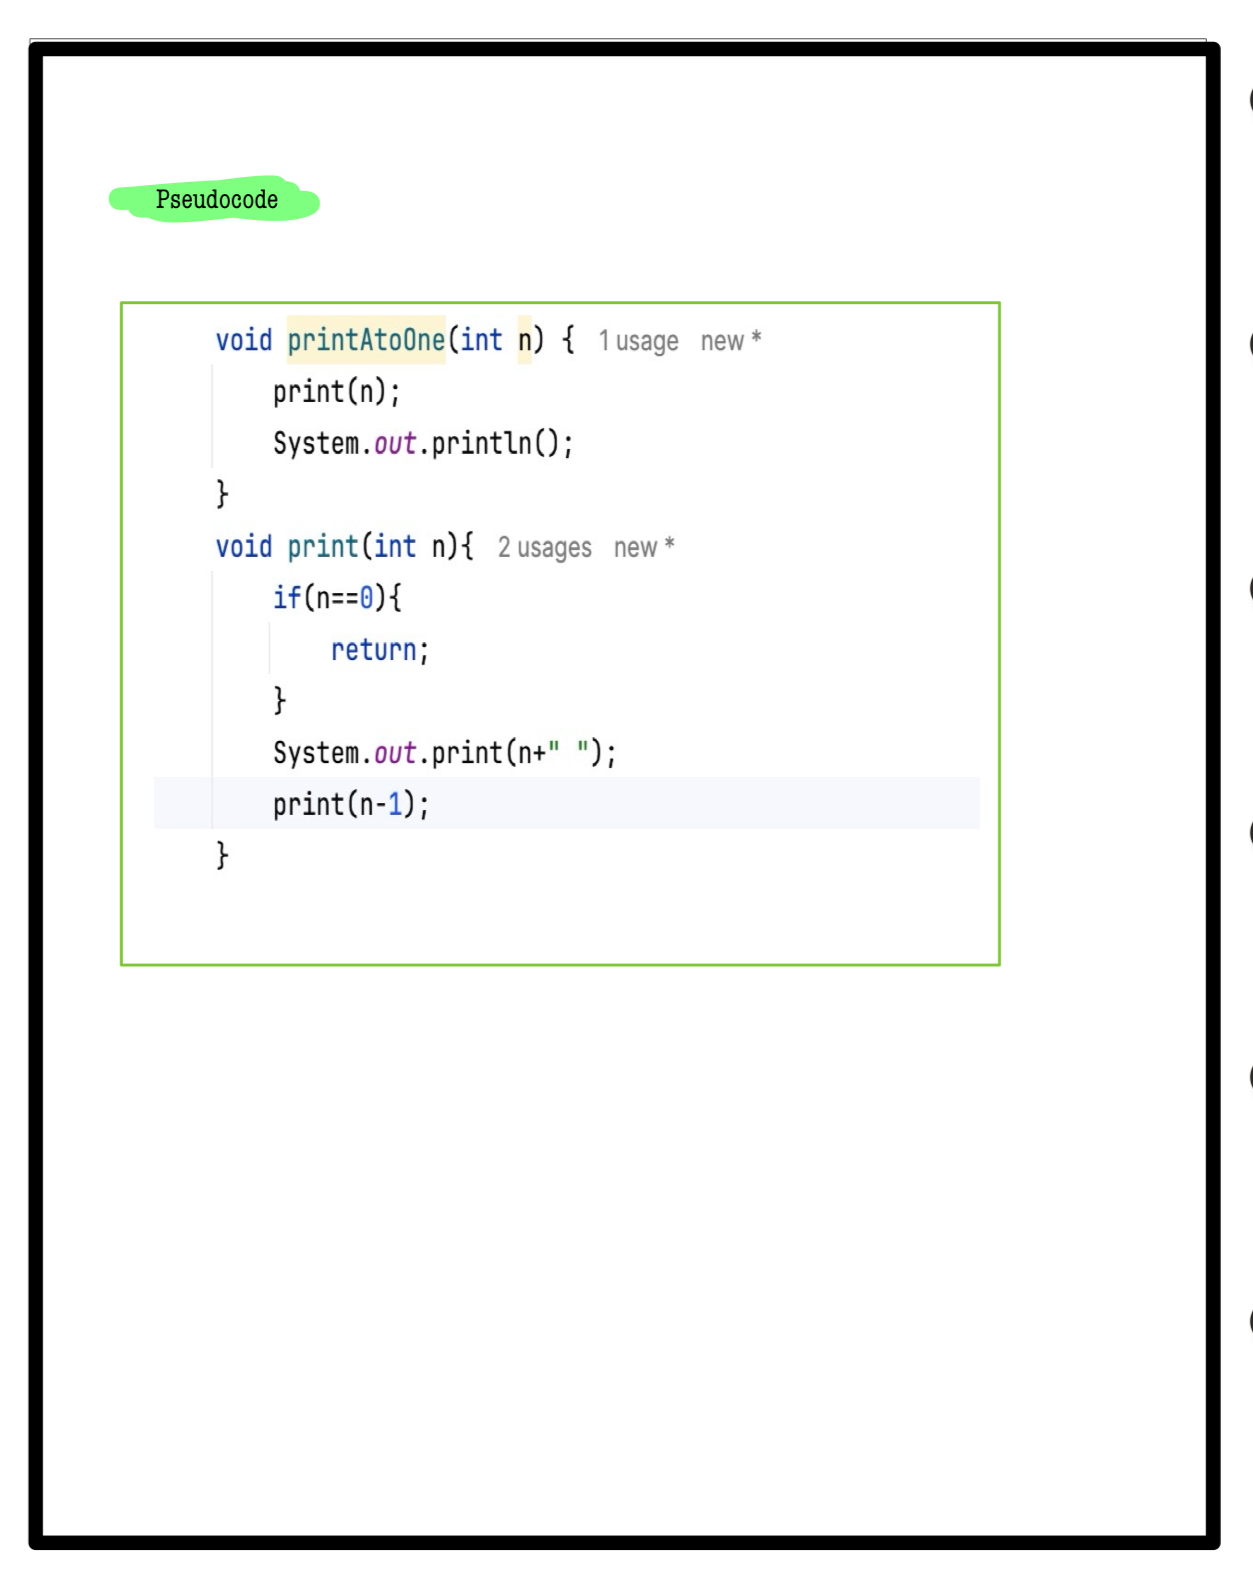 Pseudocode
void printAtoOne(int n) { 1 usage new *
print(n);
System.out.println();
}
void print(int n){ 2 usages new *
if(n==0){
return;
}
System.out.print(n+" ");
print(n-1);
}